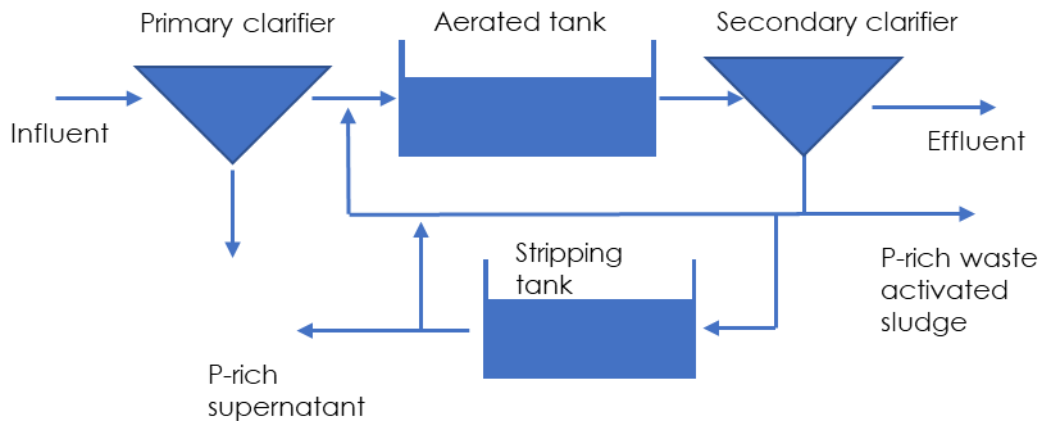 Primary clarifier
Aerated tank
Secondary clarifier
Influent
Effluent
Stripping
tank
P-rich waste
activated
sludge
P-rich
supernatant